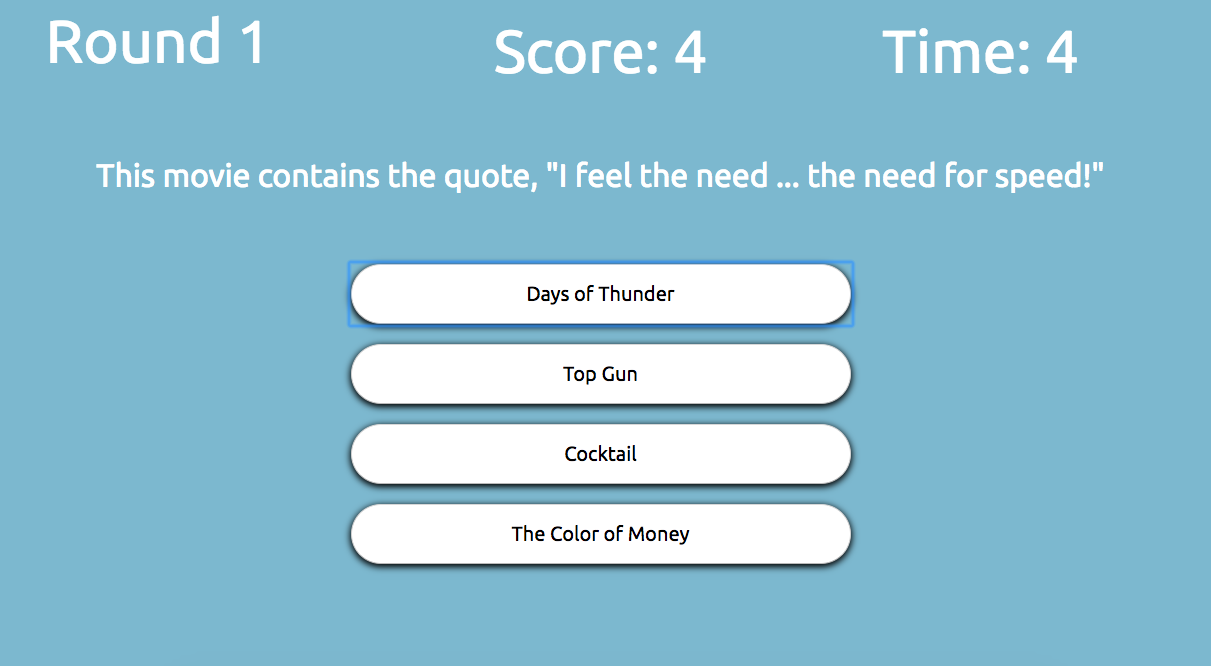 Round 1
Score: 4
Time: 4
This movie contains the quote, "I feel the need ... the need for speed!"
Days of Thunder
Top Gun
Cocktail
The Color of Money